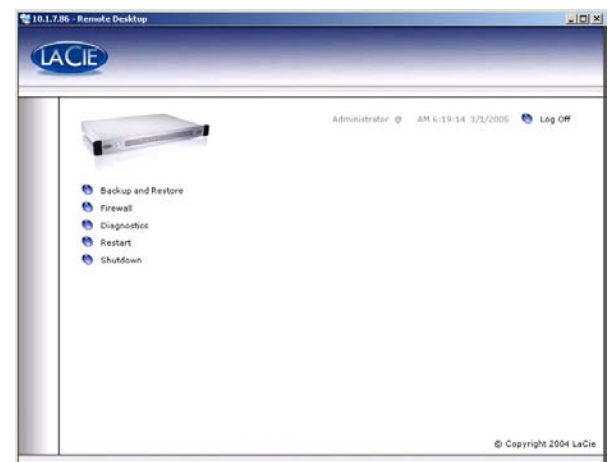 10.1.7.86 - Remote Desktop
LACIE
Administrator @ AM 6:19:14 3/1/2005 Log Off
Backup and Restore
Firewall
Diagnostics
Restart
Shutdown
© Copyright 2004 LaCie